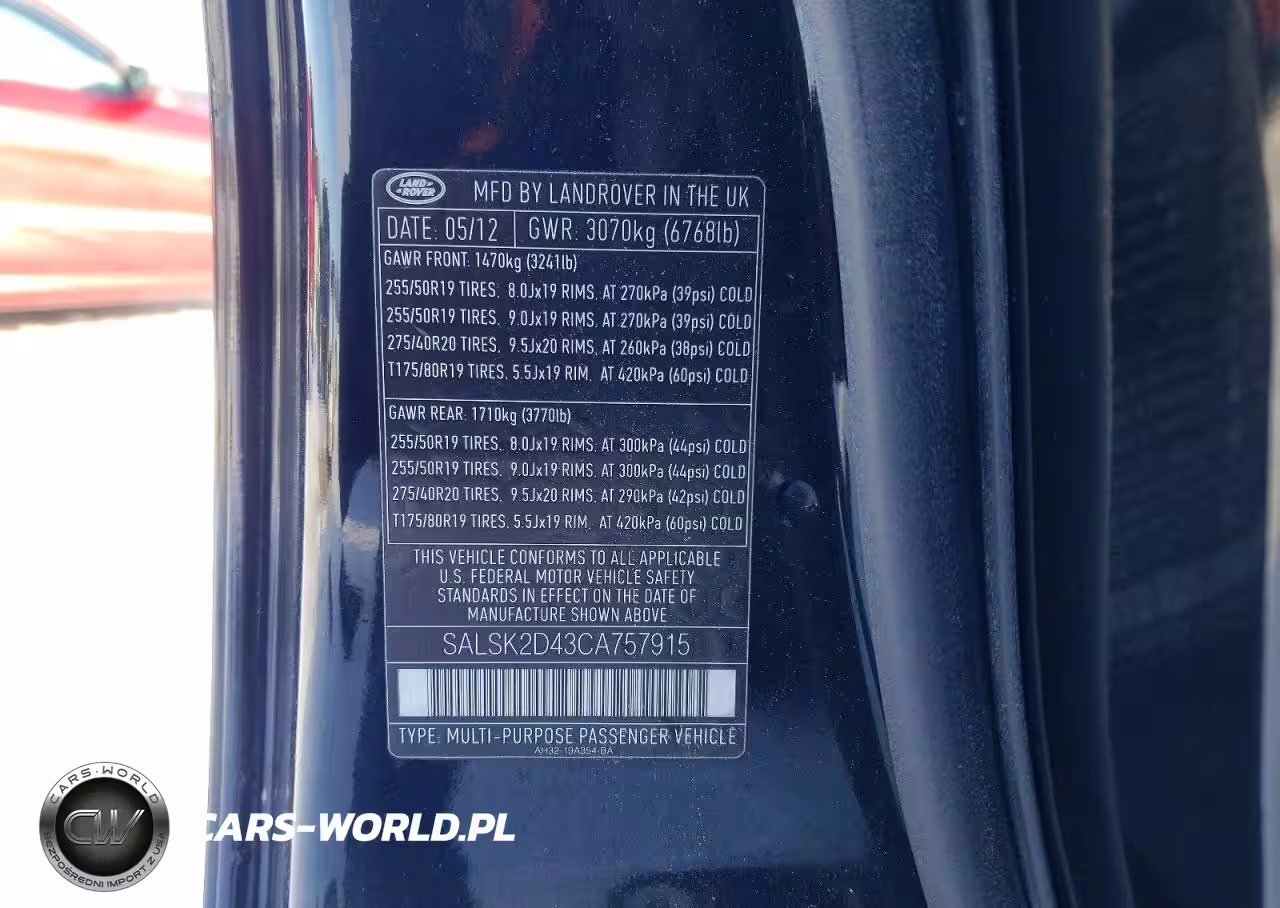 LAND ROVER
MFD BY LANDROVER IN THE UK
DATE: 05/12 GWR: 3070kg (6768lb)
GAWR FRONT: 1470kg (3241lb)
255/50R19 TIRES, 8.0Jx19 RIMS, AT 270kPa (39psi) COLD
255/50R19 TIRES, 9.0Jx19 RIMS, AT 270kPa (39psi) COLD
275/40R20 TIRES, 9.5Jx20 RIMS, AT 260kPa (38psi) COLD
T175/80R19 TIRES, 5.5Jx19 RIM, AT 420kPa (60psi) COLD
GAWR REAR: 1710kg (3770lb)
255/50R19 TIRES, 8.0Jx19 RIMS, AT 300kPa (44psi) COLD
255/50R19 TIRES, 9.0Jx19 RIMS, AT 300kPa (44psi) COLD
275/40R20 TIRES, 9.5Jx20 RIMS, AT 290kPa (42psi) COLD
T175/80R19 TIRES, 5.5Jx19 RIM, AT 420kPa (60psi) COLD
THIS VEHICLE CONFORMS TO ALL APPLICABLE
U.S. FEDERAL MOTOR VEHICLE SAFETY
STANDARDS IN EFFECT ON THE DATE OF
MANUFACTURE SHOWN ABOVE
SALSK2D43CA757915
TYPE: MULTI-PURPOSE PASSENGER VEHICLE
AH32-19A354-BA
CARS-WORLD
CW
BEZPOŚREDNI IMPORT Z USA
CARS-WORLD.PL